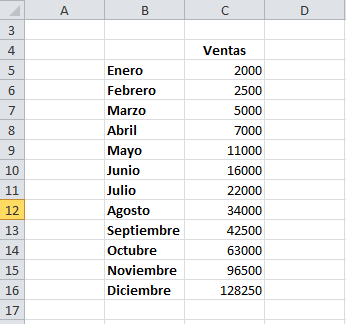 A B C D
3
4 Ventas
5 Enero 2000
6 Febrero 2500
7 Marzo 5000
8 Abril 7000
9 Mayo 11000
10 Junio 16000
11 Julio 22000
12 Agosto 34000
13 Septiembre 42500
14 Octubre 63000
15 Noviembre 96500
16 Diciembre 128250
17